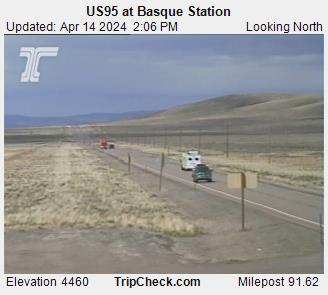 US95 at Basque Station
Updated: Apr 14 2024 2:06 PM Looking North
Elevation 4460 TripCheck.com Milepost 91.62